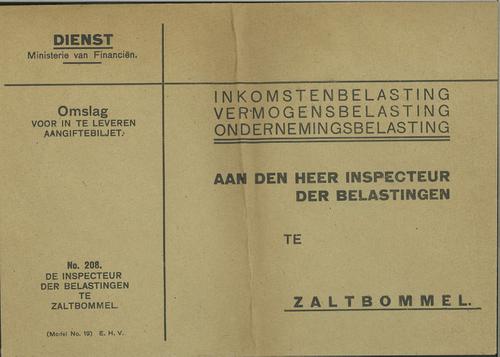 DIENST
Ministerie van Financiën.
Omslag
VOOR IN TE LEVEREN
AANGIFTEBILJET.
No. 208.
DE INSPECTEUR
DER BELASTINGEN
TE
ZALTBOMMEL.
(Model No. 19) E. H. V.
INKOMSTENBELASTING
VERMOGENSBELASTING
ONDERNEMINGSBELASTING
AAN DEN HEER INSPECTEUR
DER BELASTINGEN
TE
ZALTBOMMEL.